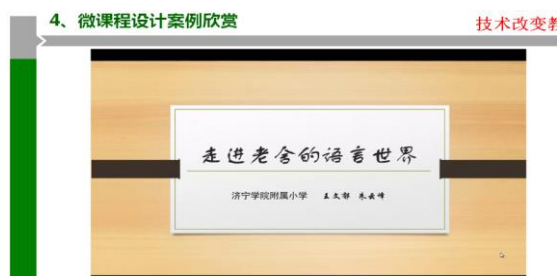 4、微课程设计案例欣赏
技术改变教
走进老舍的语言世界
济宁学院附属小学 王文郁 朱云峰